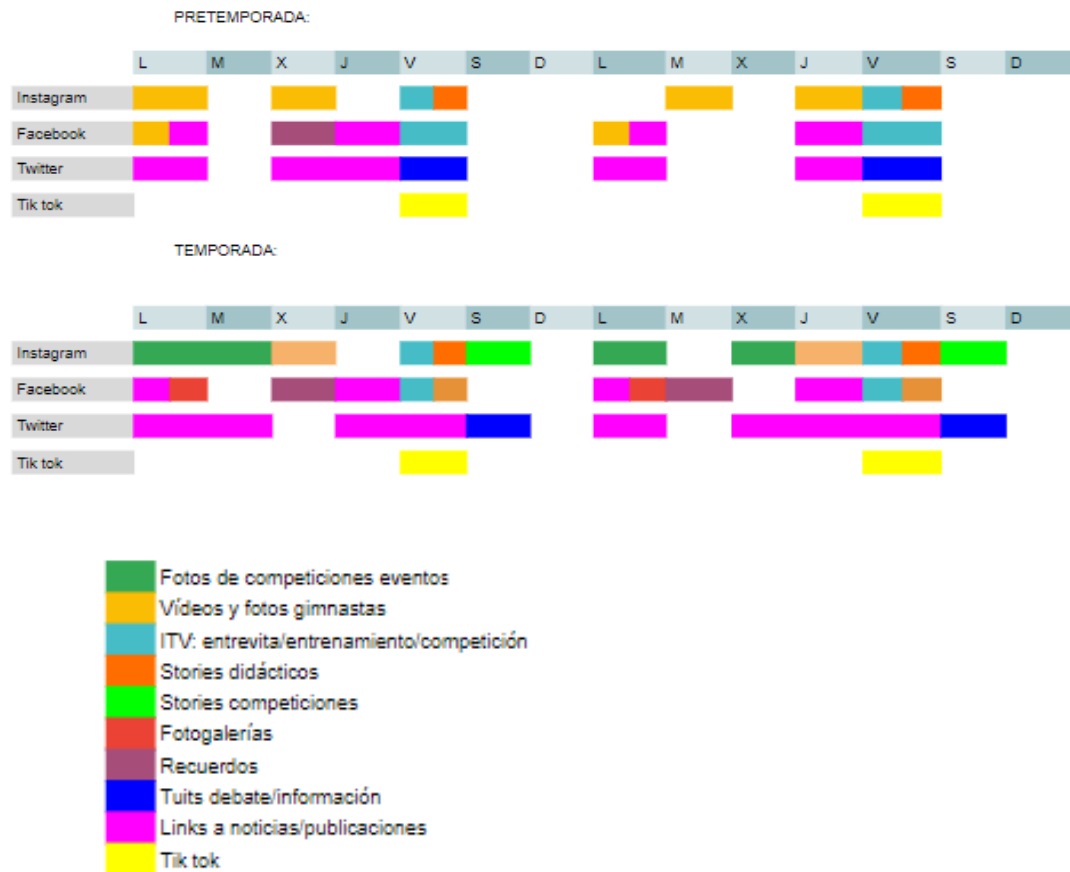 PRETEMPORADA:
L M X J V S D L M X J V S D
Instagram
Facebook
Twitter
Tik tok
TEMPORADA:
L M X J V S D L M X J V S D
Instagram
Facebook
Twitter
Tik tok
Fotos de competiciones eventos
Vídeos y fotos gimnastas
ITV: entrevita/entrenamiento/competición
Stories didácticos
Stories competiciones
Fotogalerías
Recuerdos
Tuits debate/información
Links a noticias/publicaciones
Tik tok